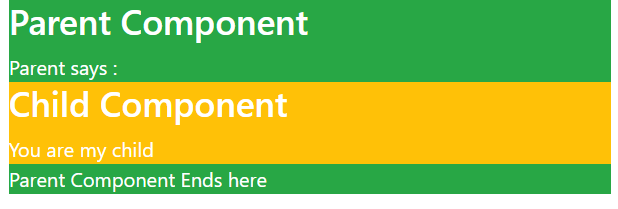 Parent Component
Parent says :
Child Component
You are my child
Parent Component Ends here